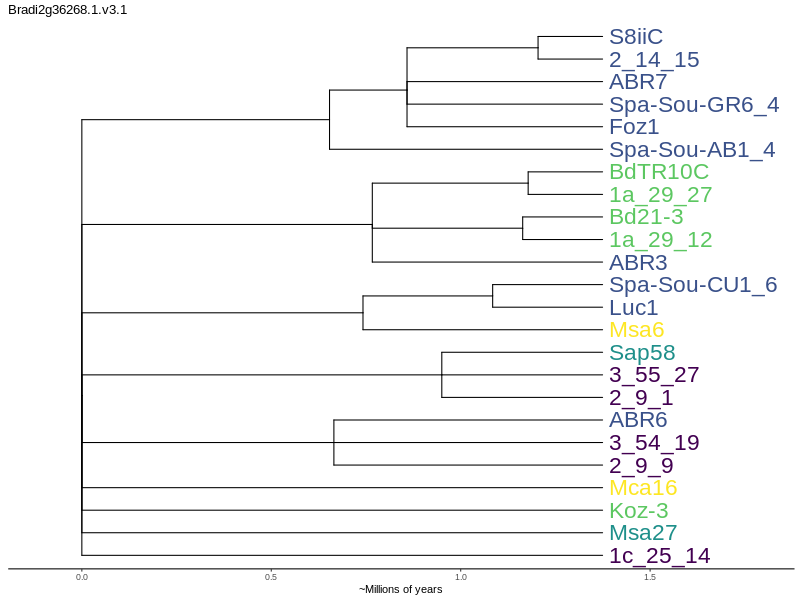 Bradi2g36268.1.v3.1
S8iiC
2_14_15
ABR7
Spa-Sou-GR6_4
Foz1
Spa-Sou-AB1_4
BdTR10C
1a_29_27
Bd21-3
1a_29_12
ABR3
Spa-Sou-CU1_6
Luc1
Msa6
Sap58
3_55_27
2_9_1
ABR6
3_54_19
2_9_9
Mca16
Koz-3
Msa27
1c_25_14
0.0 0.5 1.0 1.5
~Millions of years